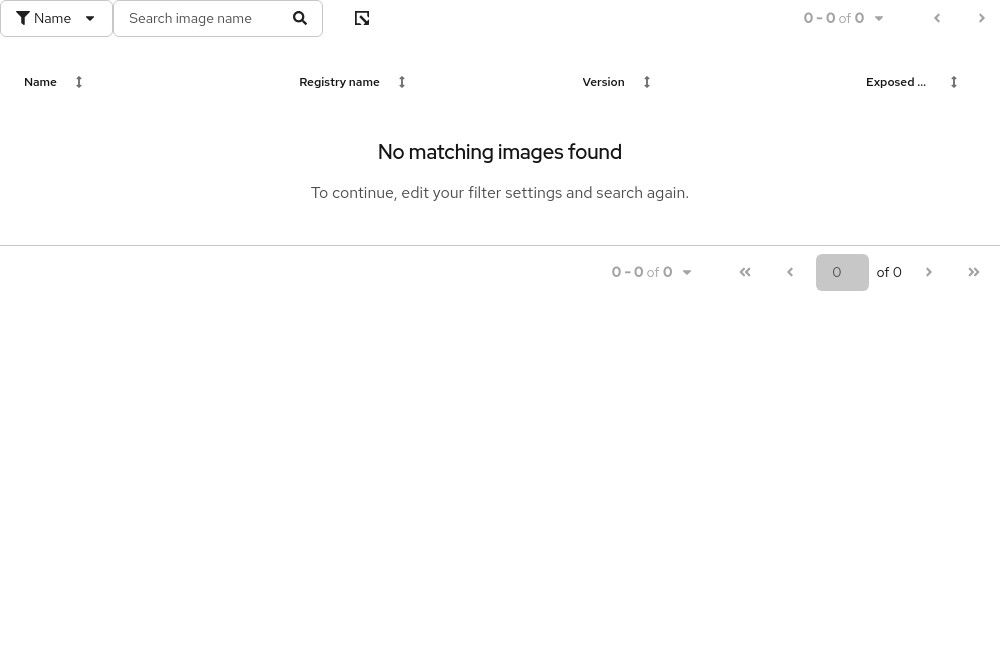 Name Search image name 0 - 0 of 0
Name Registry name Version Exposed ...
No matching images found
To continue, edit your filter settings and search again.
0 - 0 of 0 0 of 0